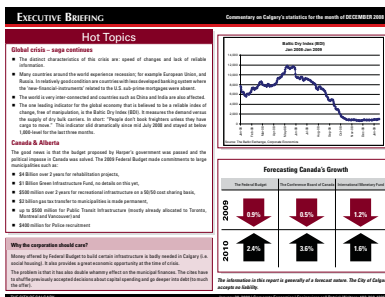 EXECUTIVE BRIEFING
Commentary on Calgary's statistics for the month of DECEMBER 2008
Hot Topics
Global crisis – saga continues
■ The distinct characteristics of this crisis are: speed of changes and lack of reliable
information.
■ Many countries around the world experience recession; for example European Union, and
Russia. In relatively good condition are countries with less developed banking system where
the 'new-financial-instruments' related to the U.S. sub-prime mortgages were absent.
■ The world is very inter-connected and countries such as China and India are also affected.
■ The one leading indicator for the global economy that is believed to be a reliable index of
change, free of manipulation, is the Baltic Dry Index (BDI). It measures the demand versus
the supply of dry bulk carriers. In short: "People don't book freighters unless they have
cargo to move." This indicator slid dramatically since mid July 2008 and stayed at below
1,000-level for the last three months.
Canada & Alberta
The good news is that the budget proposed by Harper's government was passed and the
political impasse in Canada was solved. The 2009 Federal Budget made commitments to large
municipalities such as:
■ $4 Billion over 2 years for rehabilitation projects,
■ $1 Billion Green Infrastructure Fund, no details on this yet,
■ $500 million over 2 years for recreational infrastructure on a 50/50 cost sharing basis,
■ $2 billion gas tax transfer to municipalities is made permanent,
■ up to $500 million for Public Transit Infrastructure (mostly already allocated to Toronto,
Montreal and Vancouver) and
■ $400 million for Police recruitment
Why the corporation should care?
Money offered by Federal Budget to build certain infrastructure is badly needed in Calgary (i.e.
social housing). It also provides a great economic opportunity at the time of crisis.
The problem is that it has also double whammy effect on the municipal finances. The cites have
to shuffle previously accepted decisions about capital spending and go deeper into debt (to much
the offer).
Baltic Dry Index (BDI)
Jan 2008-Jan 2009
14,000
12,000
10,000
8,000
6,000
4,000
2,000
Source: The Baltic Exchange, Corporate Economics
Forecasting Canada's Growth
The Federal Budget
The Conference Board of Canada
International Monetary Fund
2009
0.9%
0.5%
1.2%
2010
2.4%
3.6%
1.6%
The information in this report is generally of a forecast nature. The City of Calgary
accepts no liability.